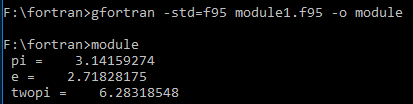 F:\fortran>gfortran -std=f95 module1.f95 -o module
F:\fortran>module
pi =    3.14159274
e =    2.71828175
twopi =    6.28318548